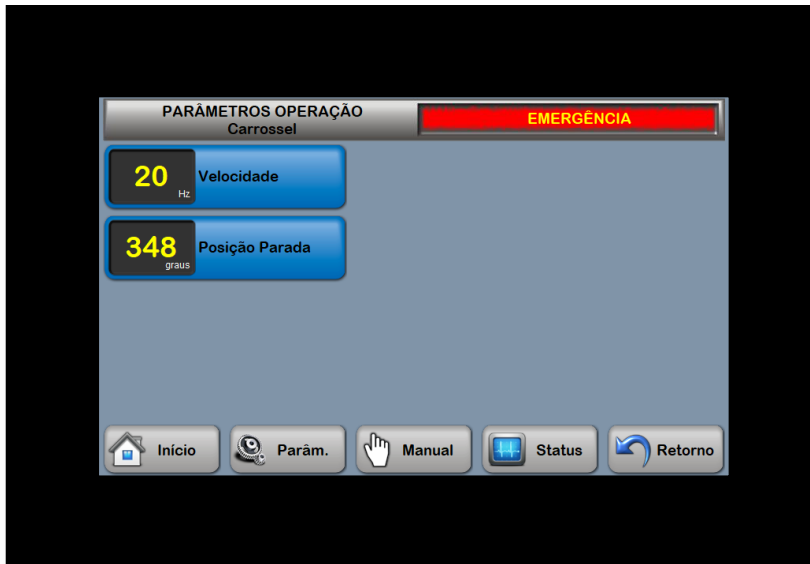 PARÂMETROS OPERAÇÃO
Carrossel
EMERGÊNCIA
20
Hz
Velocidade
348
graus
Posição Parada
Início
Parâm.
Manual
Status
Retorno